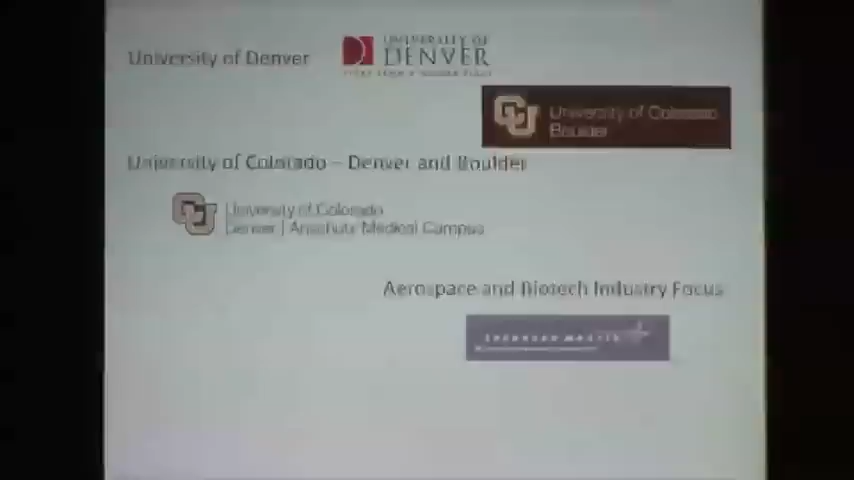 University of Denver
UNIVERSITY OF
DENVER
University of Colorado
Boulder
University of Colorado – Denver and Boulder
University of Colorado
Denver | Anschutz Medical Campus
Aerospace and Biotech Industry Focus